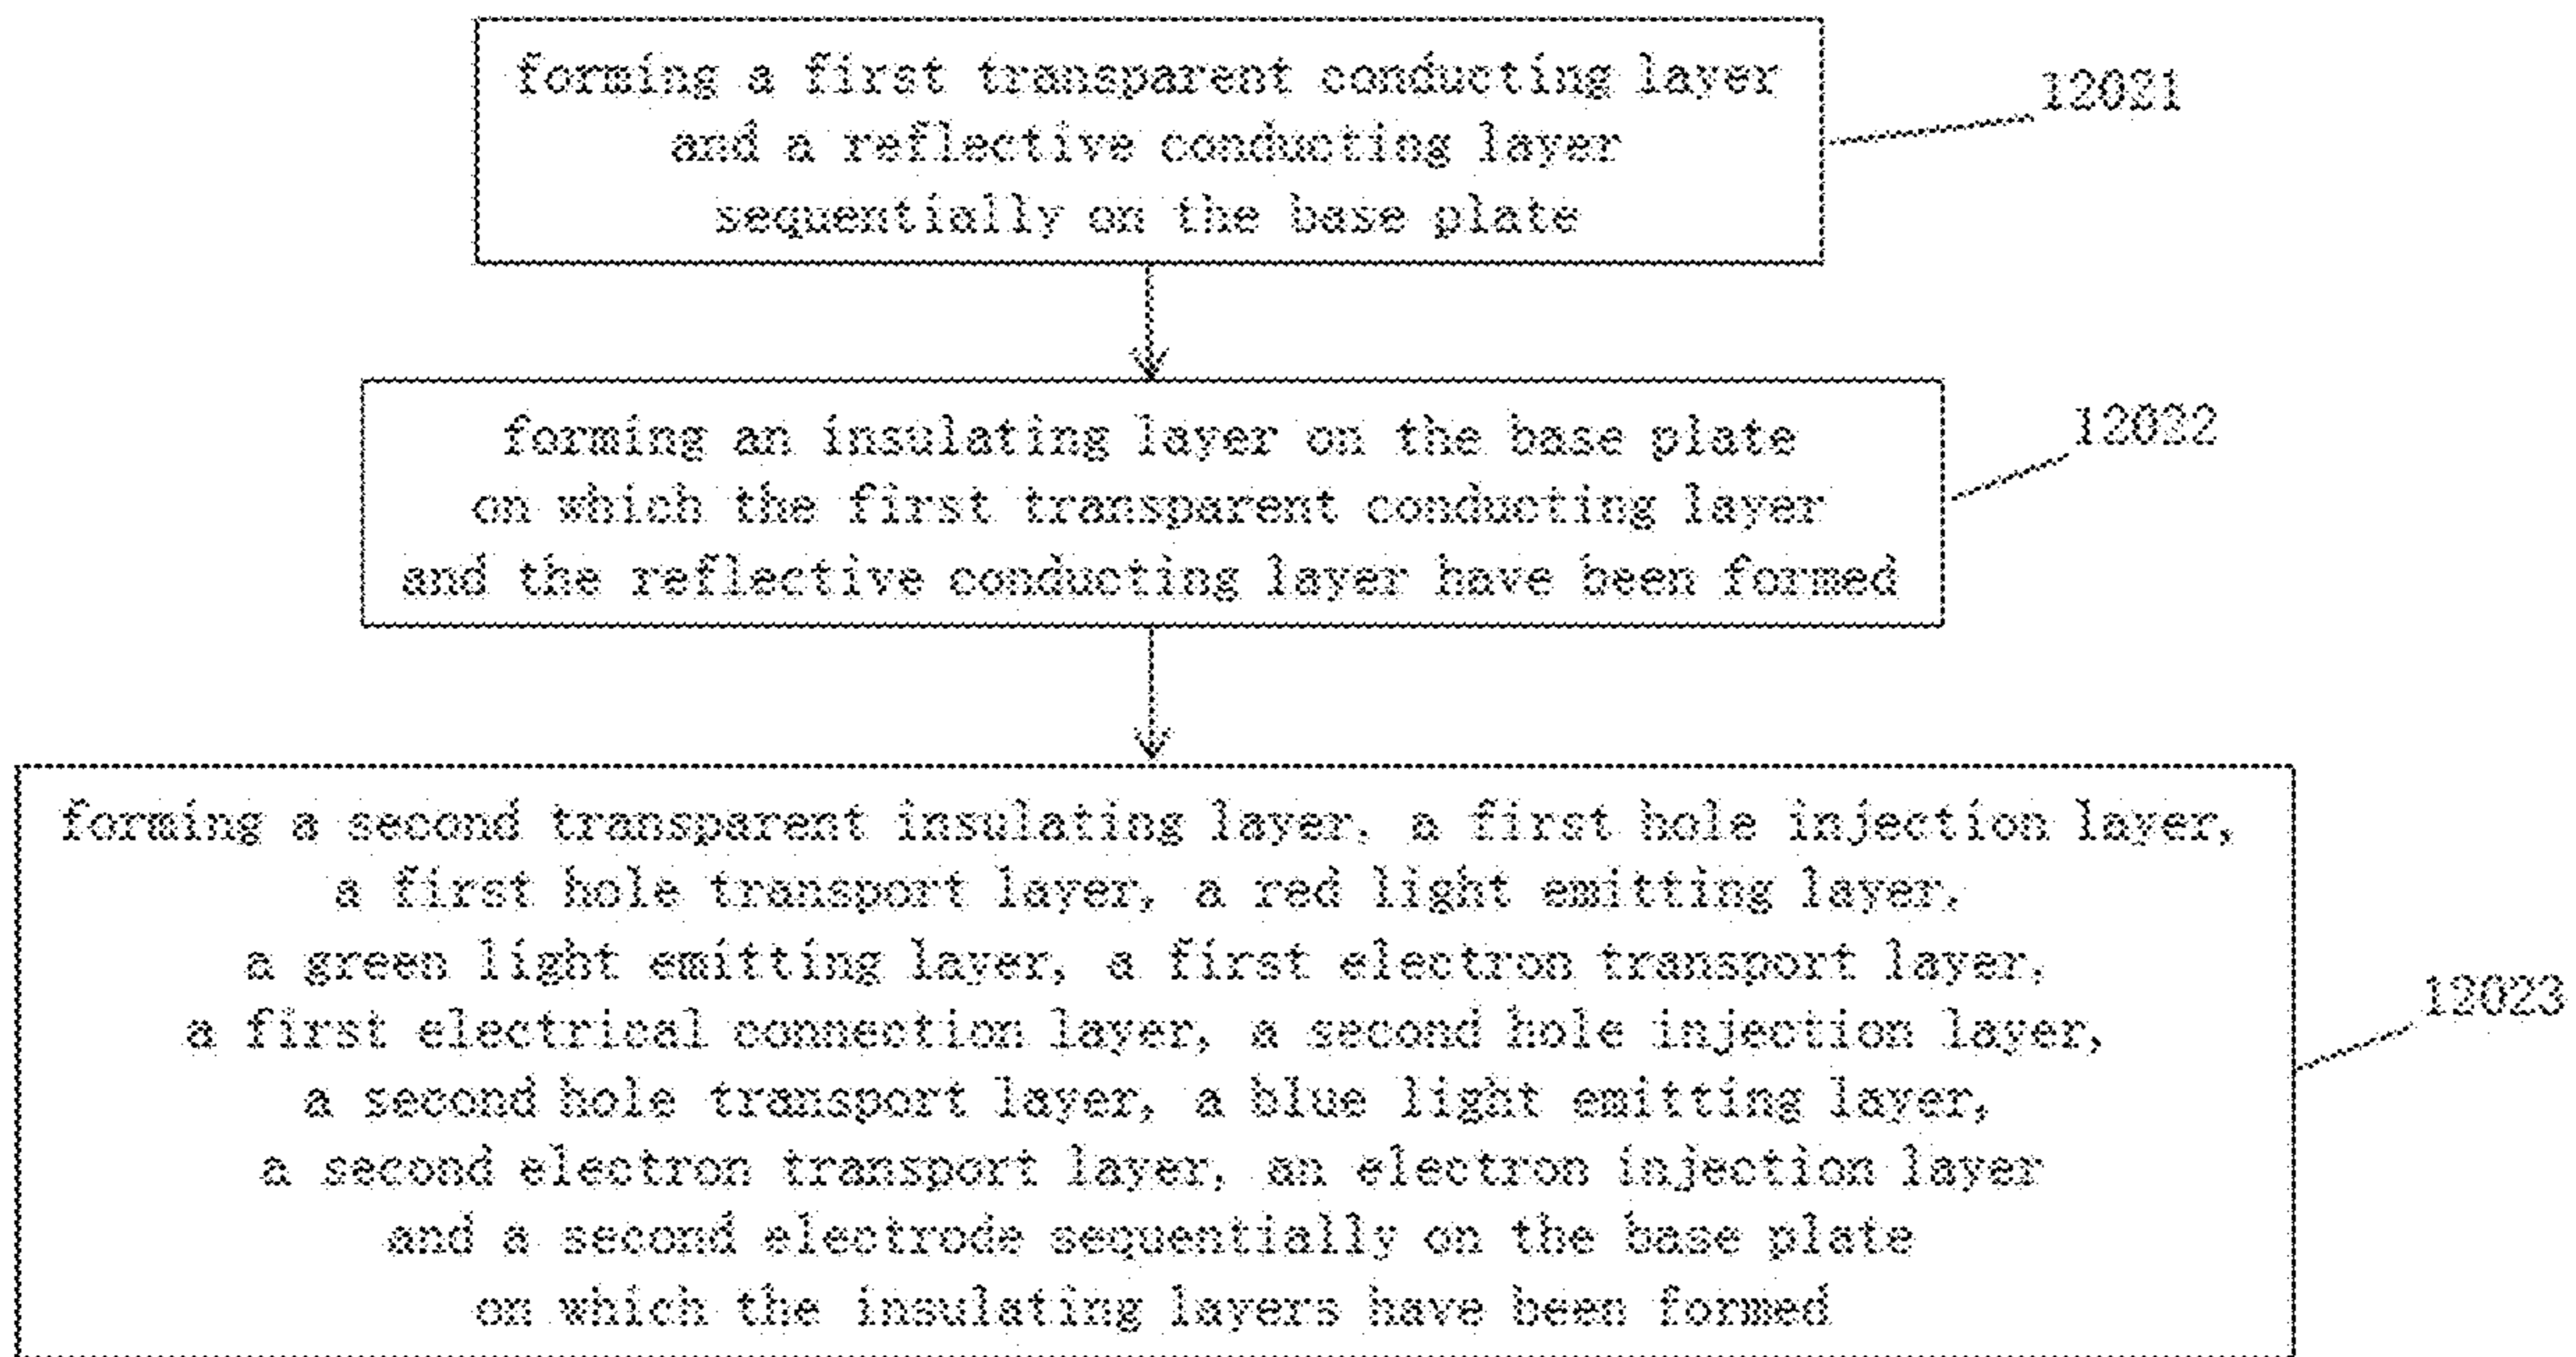 forming a first transparent conducting layer
and a reflective conducting layer
sequentially on the base plate
12021
forming an insulating layer on the base plate
on which the first transparent conducting layer
and the reflective conducting layer have been formed
12022
forming a second transparent insulating layer, a first hole injection layer,
a first hole transport layer, a red light emitting layer,
a green light emitting layer, a first electron transport layer,
a first electrical connection layer, a second hole injection layer,
a second hole transport layer, a blue light emitting layer,
a second electron transport layer, an electron injection layer
and a second electrode sequentially on the base plate
on which the insulating layers have been formed
12023